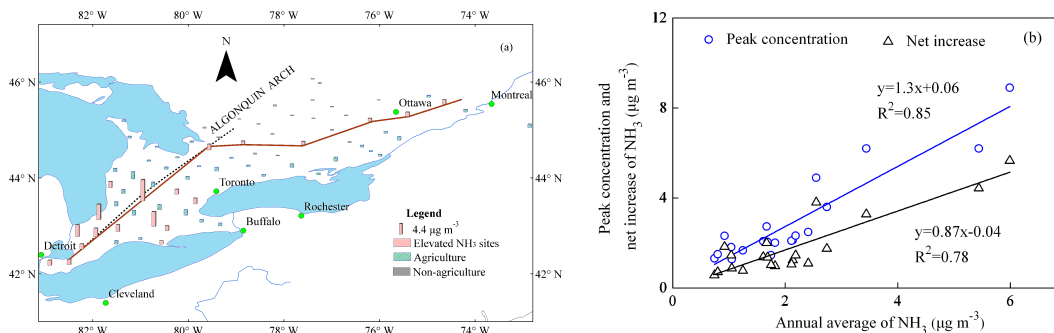 82° W
80° W
78° W
76° W
74° W
N
(a)
46° N
46° N
ALGONQUIN ARCH
Ottawa
Montreal
44° N
44° N
Toronto
Rochester
Buffalo
Detroit
Legend
4.4 µg m⁻³
Elevated NH₃ sites
Agriculture
Non-agriculture
42° N
42° N
Cleveland
82° W
80° W
78° W
76° W
74° W
(b)
Peak concentration
Net increase
y=1.3x+0.06
R²=0.85
y=0.87x-0.04
R²=0.78
Peak concentration and
net increase of NH₃ (µg m⁻³)
12
8
4
0
0
2
4
6
Annual average of NH₃ (µg m⁻³)